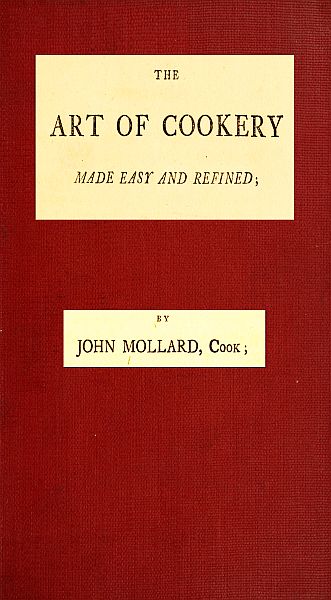 THE
ART OF COOKERY
MADE EASY AND REFINED;
BY
JOHN MOLLARD, Cook;